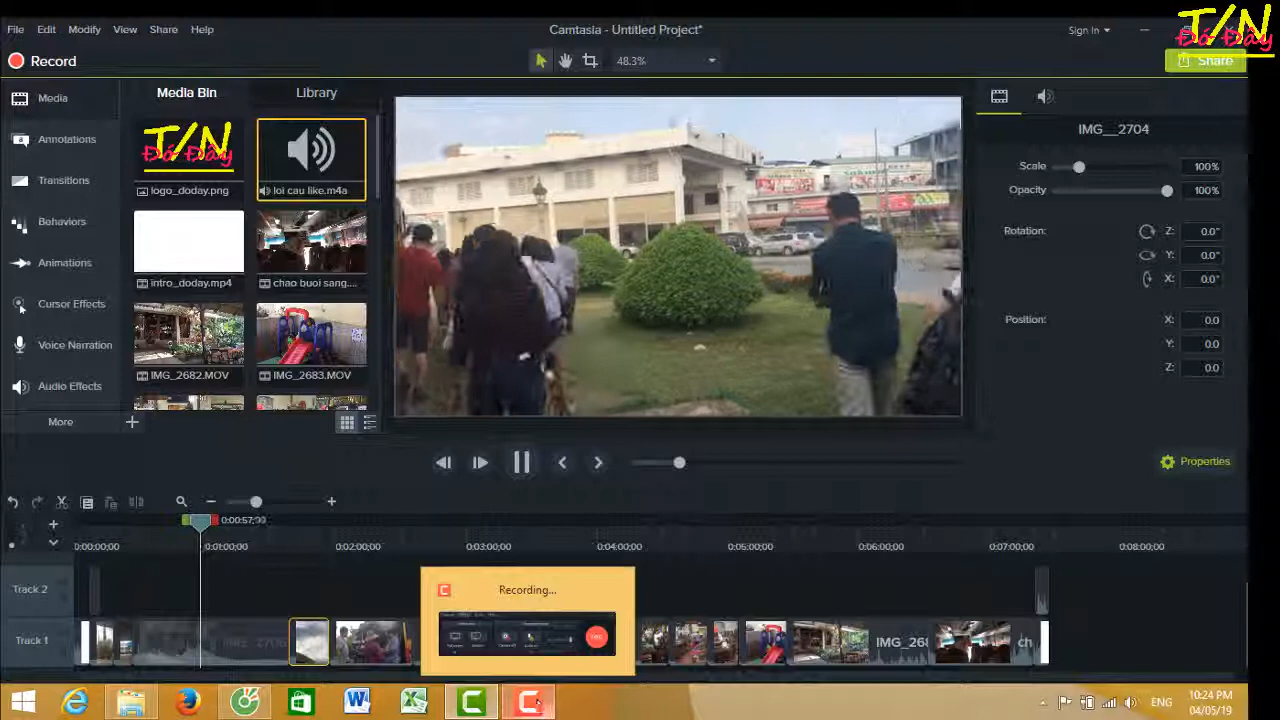 File Edit Modify View Share Help
Camtasia - Untitled Project*
Sign In
T/N
Đó Đây
Record
48.3%
Share
Media
Annotations
Transitions
Behaviors
Animations
Cursor Effects
Voice Narration
Audio Effects
More
Media Bin
Library
T/N
Đó Đây
logo_doday.png
loi cau like.m4a
intro_doday.mp4
chao buoi sang....
IMG_2682.MOV
IMG_2683.MOV
IMG__2704
Scale
100%
Opacity
100%
Rotation:
Z: 0.0°
Y: 0.0°
X: 0.0°
Position:
X: 0.0
Y: 0.0
Z: 0.0
Properties
0:00:57;00
0:00:00;00 0:01:00;00 0:02:00;00 0:03:00;00 0:04:00;00 0:05:00;00 0:06:00;00 0:07:00;00 0:08:00;00
Track 2
Recording...
Track 1
IMG_268
ch
ENG
10:24 PM
04/05/19